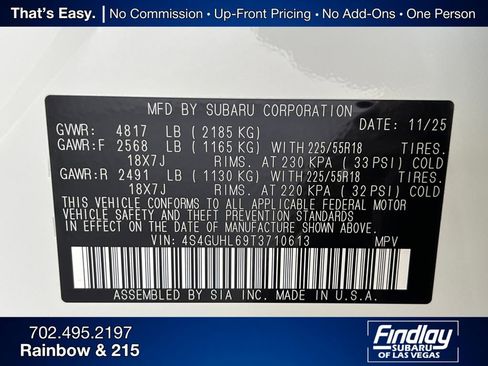 That's Easy. | No Commission • Up-Front Pricing • No Add-Ons • One Person
MFD BY SUBARU CORPORATION
GVWR: 4817 LB (2185 KG) DATE: 11/25
GAWR:F 2568 LB (1165 KG) WITH 225/55R18 TIRES.
18X7J RIMS. AT 230 KPA (33 PSI) COLD
GAWR:R 2491 LB (1130 KG) WITH 225/55R18 TIRES.
18X7J RIMS. AT 220 KPA (32 PSI) COLD
THIS VEHICLE CONFORMS TO ALL APPLICABLE FEDERAL MOTOR
VEHICLE SAFETY AND THEFT PREVENTION STANDARDS
IN EFFECT ON THE DATE OF MANUFACTURE SHOWN ABOVE.
VIN: 4S4GUHL69T3710613 MPV
ASSEMBLED BY SIA INC. MADE IN U.S.A.
702.495.2197
Rainbow & 215
Findlay
SUBARU
OF LAS VEGAS